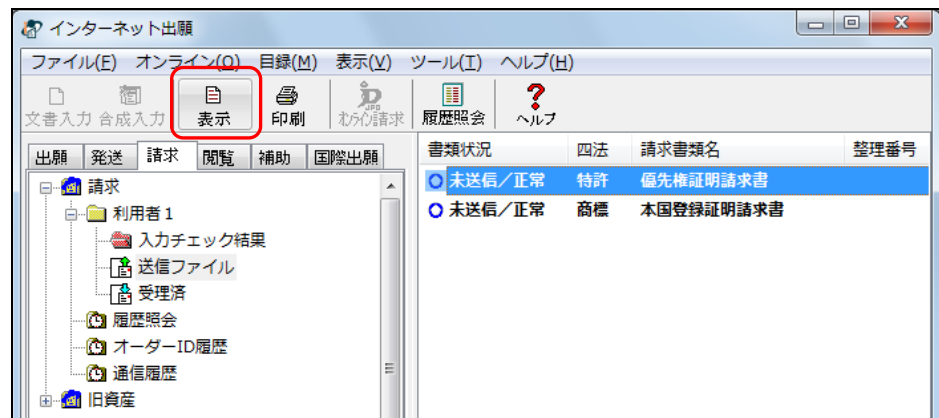 インターネット出願
ファイル(F) オンライン(O) 目録(M) 表示(V) ツール(T) ヘルプ(H)
文書入力 合成入力 表示 印刷 オンライン請求 履歴照会 ヘルプ
出願 発送 請求 閲覧 補助 国際出願
書類状況 四法 請求書類名 整理番号
未送信/正常 特許 優先権証明請求書
未送信/正常 商標 本国登録証明請求書
請求
利用者1
入力チェック結果
送信ファイル
受理済
履歴照会
オーダーID履歴
通信履歴
旧資産